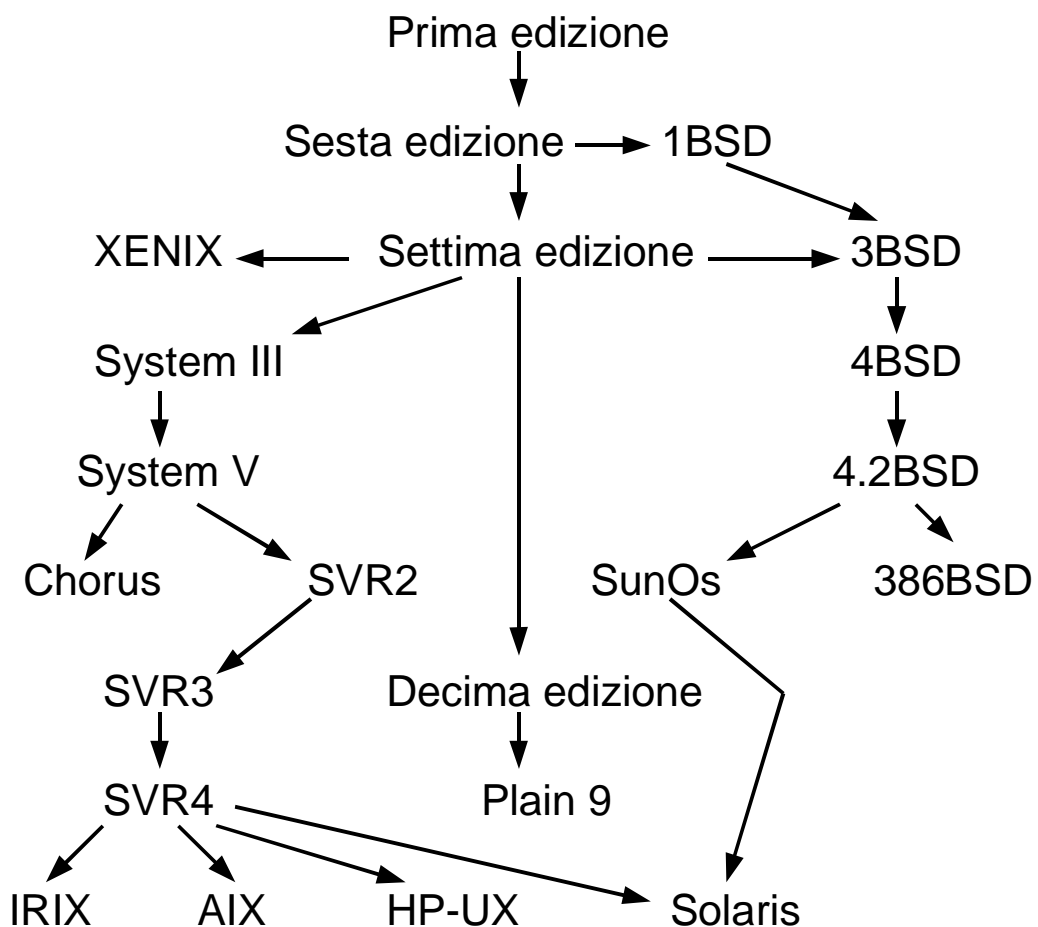 Prima edizione
Sesta edizione 1BSD
XENIX Settima edizione 3BSD
System III 4BSD
System V 4.2BSD
Chorus SVR2 SunOs 386BSD
SVR3 Decima edizione
SVR4 Plain 9
IRIX AIX HP-UX Solaris